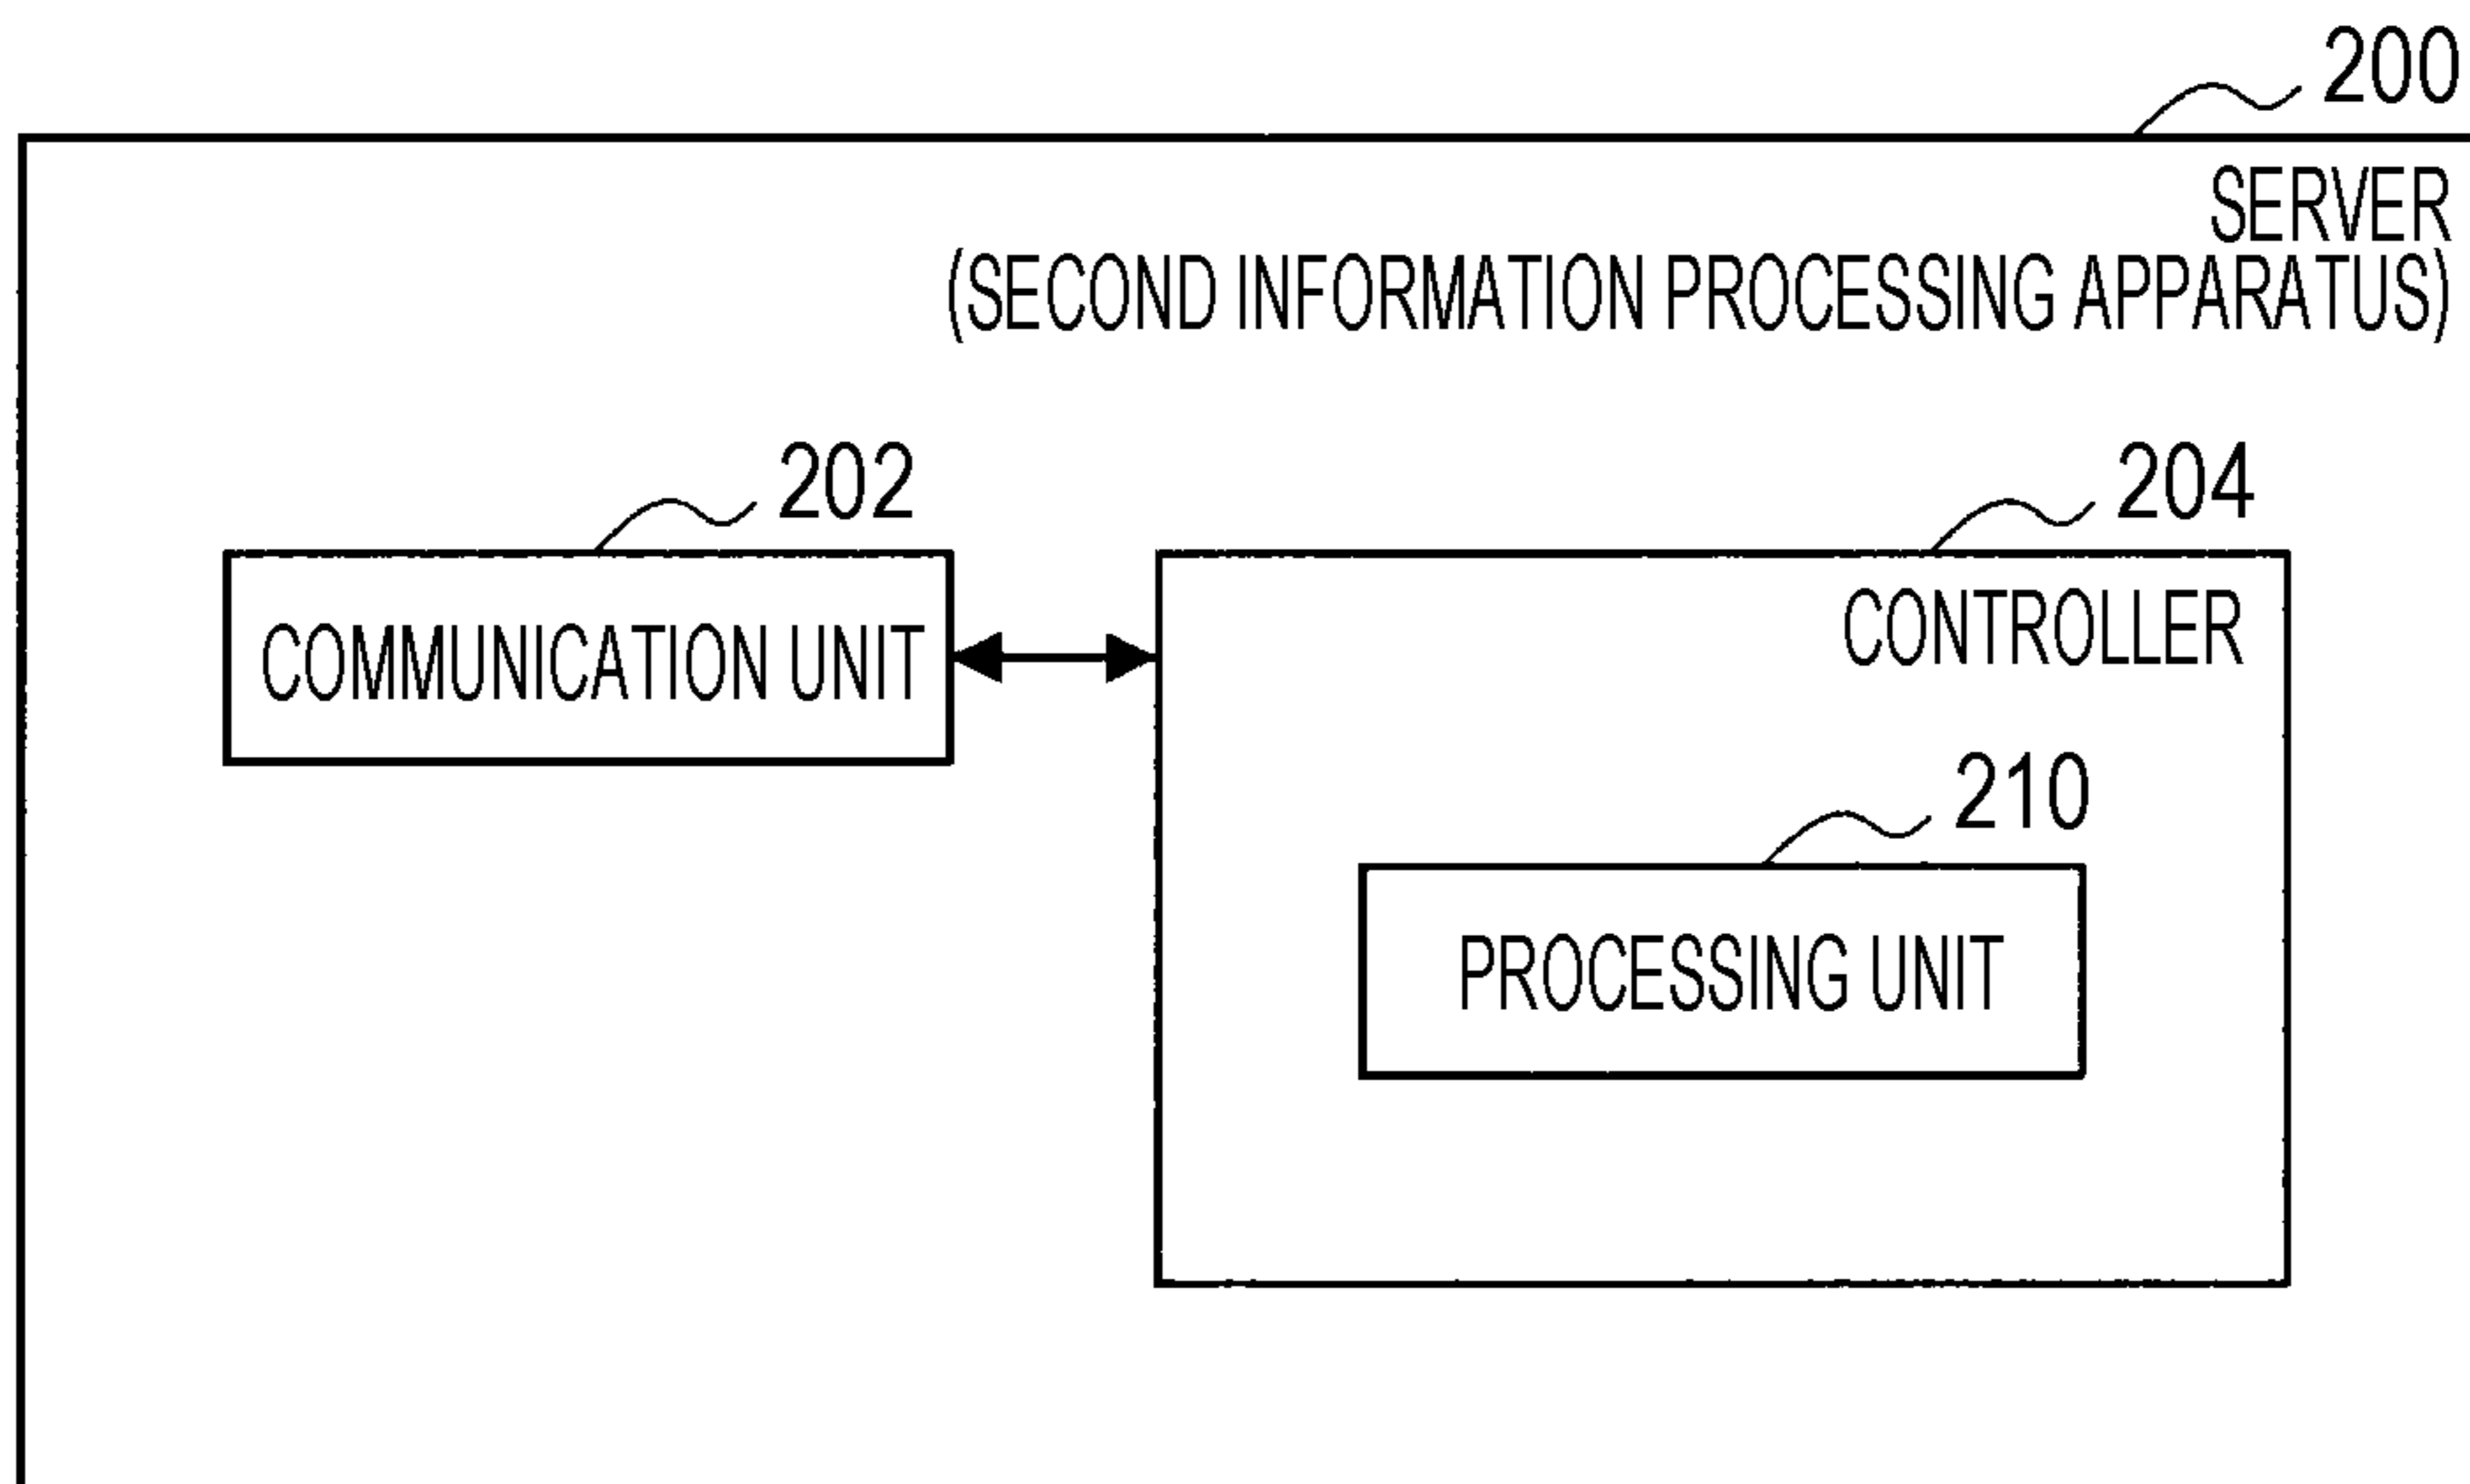 200
SERVER
(SECOND INFORMATION PROCESSING APPARATUS)
202
204
COMMUNICATION UNIT
CONTROLLER
210
PROCESSING UNIT